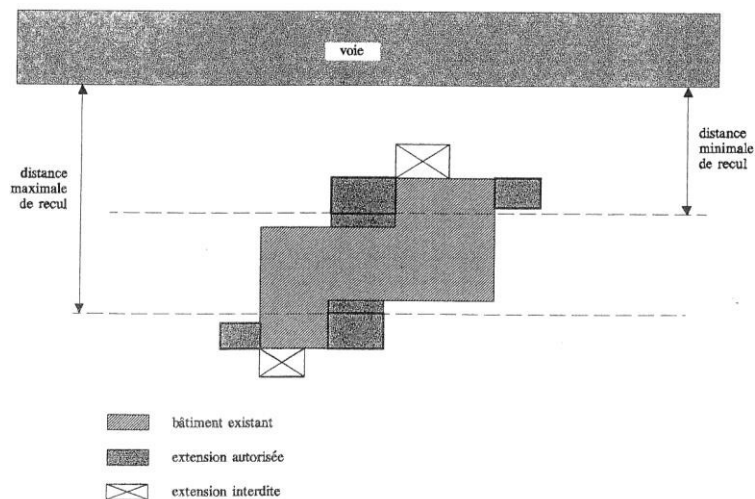 voie
distance
maximale
de recul
distance
minimale
de recul
bâtiment existant
extension autorisée
extension interdite